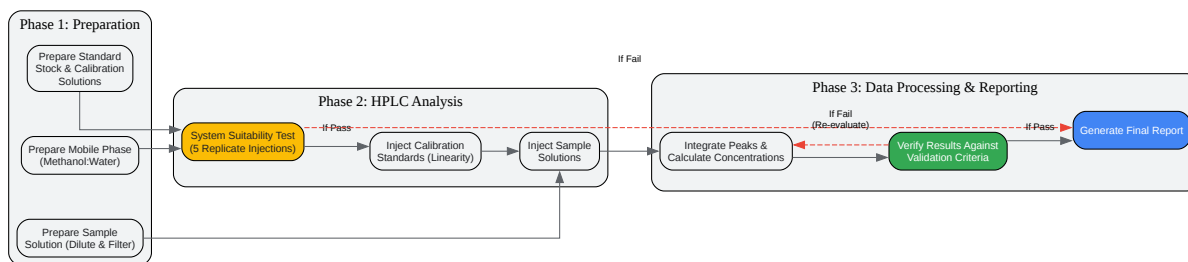 Phase 1: Preparation
Prepare Standard
Stock & Calibration
Solutions
Prepare Mobile Phase
(Methanol:Water)
Prepare Sample
Solution (Dilute & Filter)
Phase 2: HPLC Analysis
System Suitability Test
(5 Replicate Injections)
If Pass
Inject Calibration
Standards (Linearity)
Inject Sample
Solutions
If Fail
Phase 3: Data Processing & Reporting
Integrate Peaks &
Calculate Concentrations
If Fail
(Re-evaluate)
Verify Results Against
Validation Criteria
If Pass
Generate Final Report